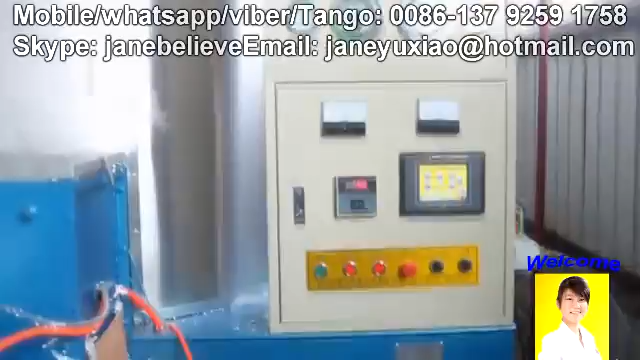 Mobile/whatsapp/viber/Tango: 0086-137 9259 1758
Skype: janebelieveEmail: janeyuxiao@hotmail.com
Welcome